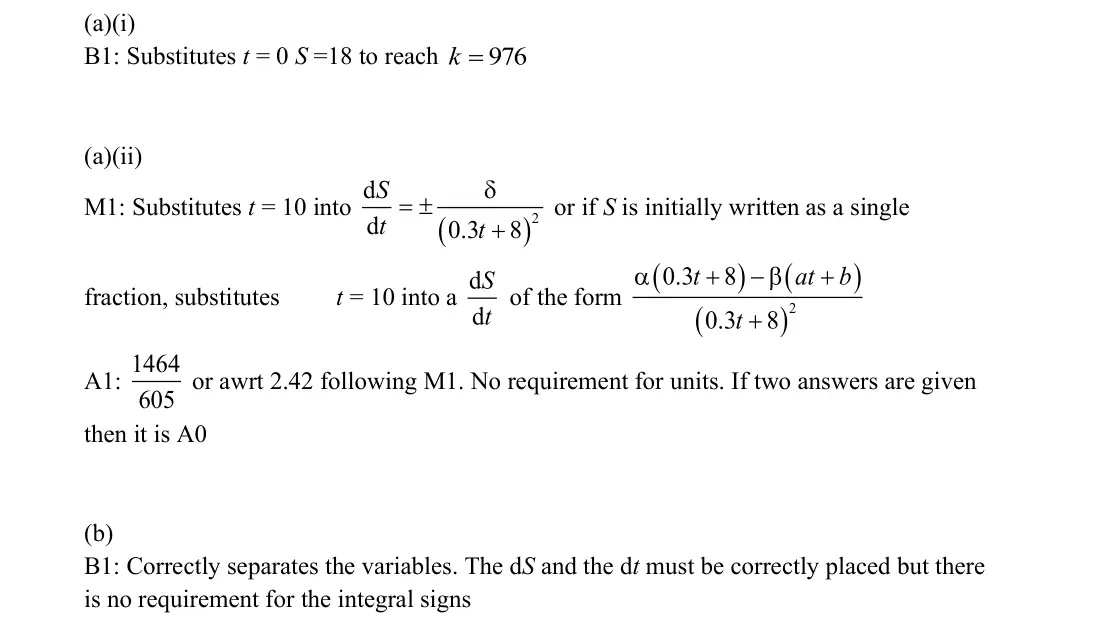 (a)(i)
B1: Substitutes t = 0 S =18 to reach k = 976
(a)(ii)
M1: Substitutes t = 10 into dS/dt = ± δ/(0.3t + 8)² or if S is initially written as a single
fraction, substitutes t = 10 into a dS/dt of the form (α(0.3t + 8) − β(at + b))/(0.3t + 8)²
A1: 1464/605 or awrt 2.42 following M1. No requirement for units. If two answers are given
then it is A0
(b)
B1: Correctly separates the variables. The dS and the dt must be correctly placed but there
is no requirement for the integral signs